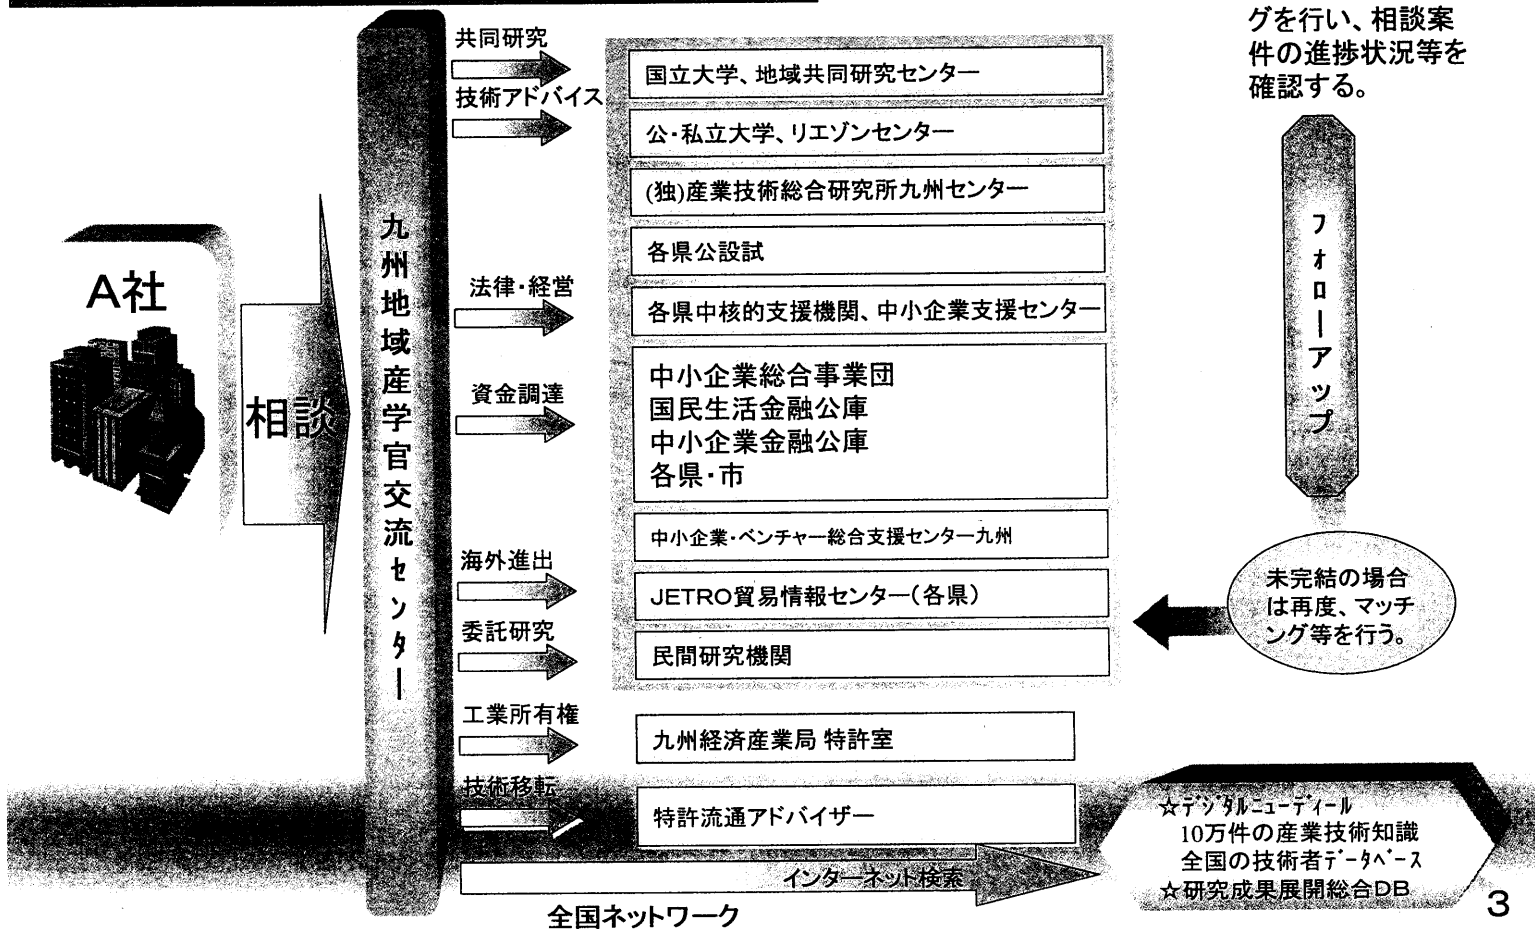 グを行い、相談案
件の進捗状況等を
確認する。
A社
相談
九州地域産学官交流センター
共同研究
技術アドバイス
法律・経営
資金調達
海外進出
委託研究
工業所有権
技術移転
国立大学、地域共同研究センター
公・私立大学、リエゾンセンター
(独)産業技術総合研究所九州センター
各県公設試
各県中核的支援機関、中小企業支援センター
中小企業総合事業団
国民生活金融公庫
中小企業金融公庫
各県・市
中小企業・ベンチャー総合支援センター九州
JETRO貿易情報センター(各県)
民間研究機関
九州経済産業局 特許室
特許流通アドバイザー
インターネット検索
全国ネットワーク
フォローアップ
未完結の場合
は再度、マッチ
ング等を行う。
☆デジタルニューディール
10万件の産業技術知識
全国の技術者データベース
☆研究成果展開総合DB
3